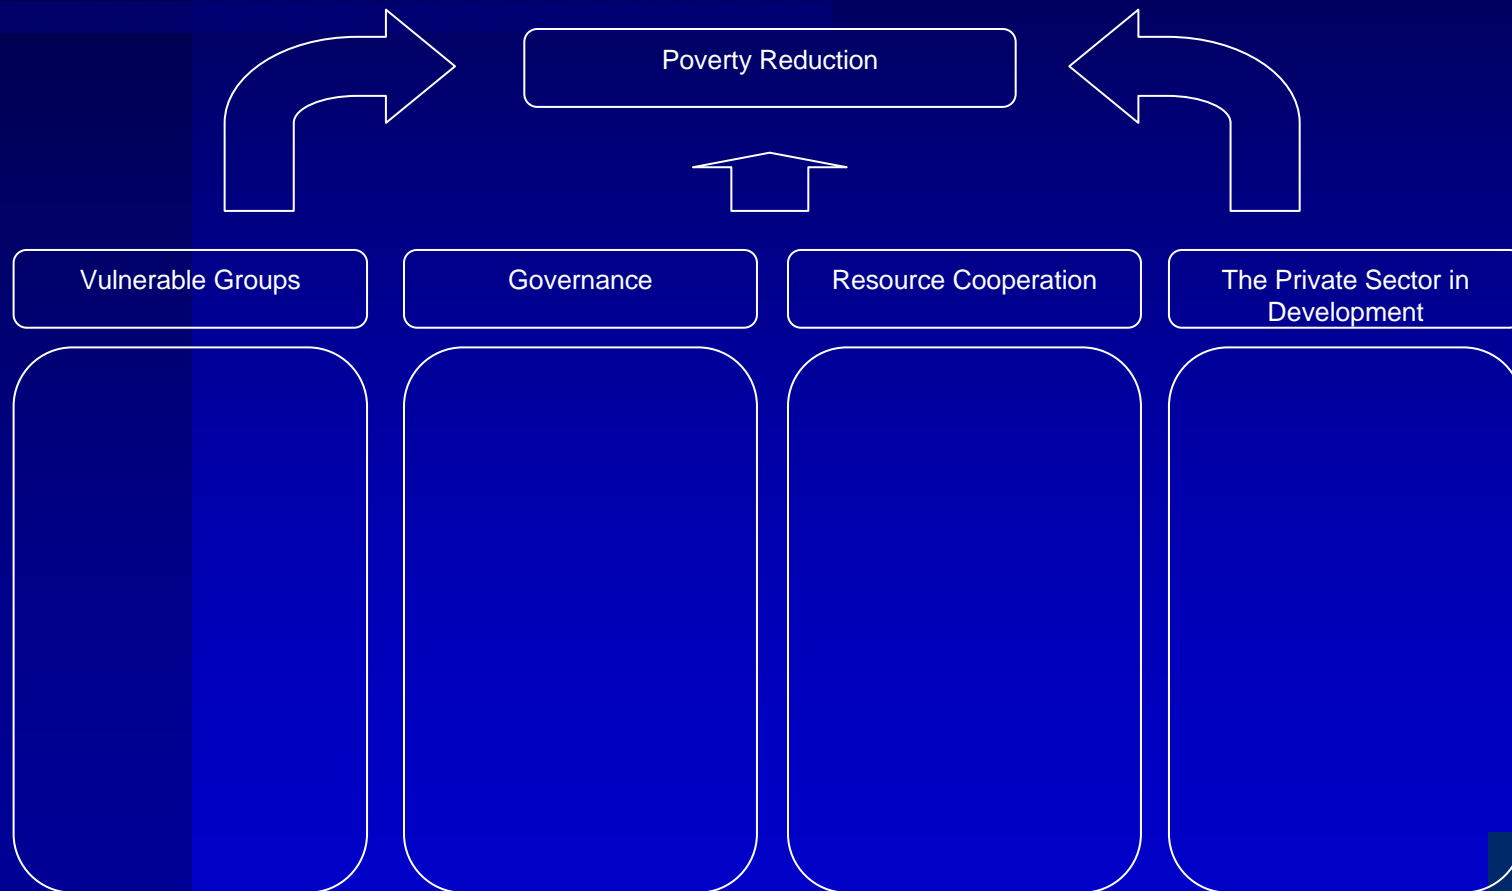 Poverty Reduction
Vulnerable Groups
Governance
Resource Cooperation
The Private Sector in
Development